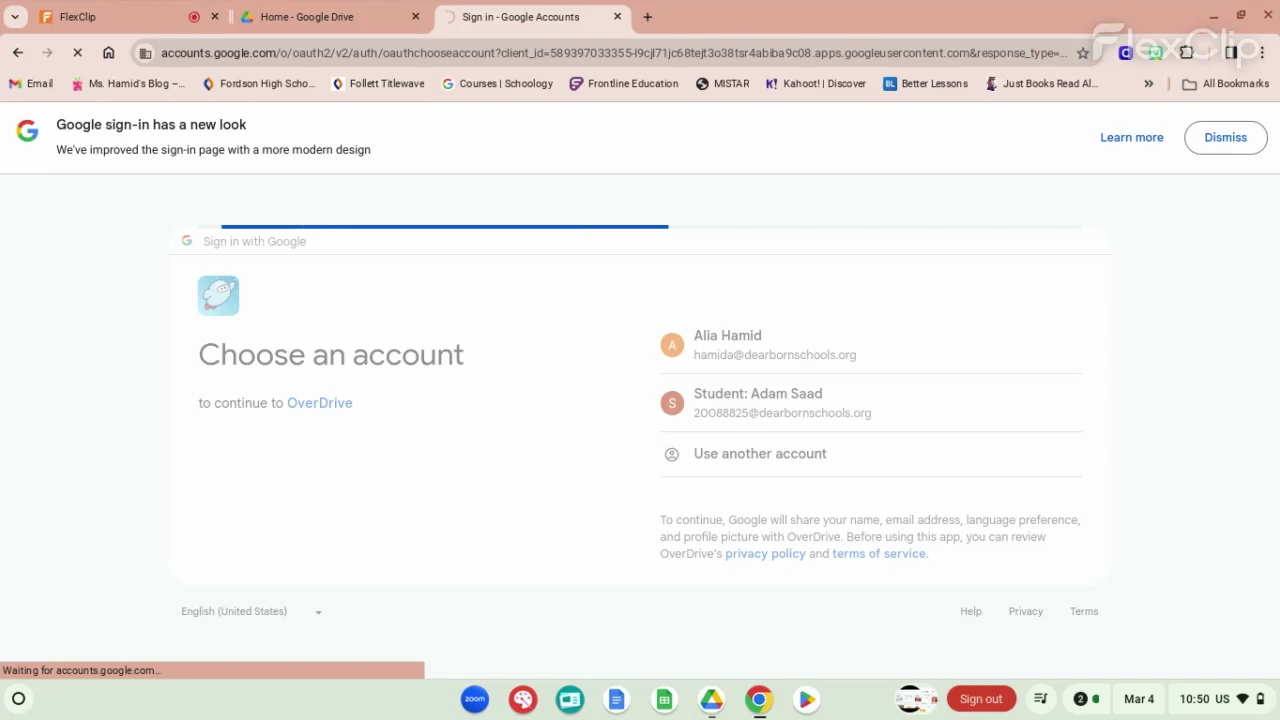 FlexClip
Home - Google Drive
Sign in - Google Accounts
accounts.google.com/o/oauth2/v2/auth/oauthchooseaccount?client_id=589397033355-l9cjl71jc68tejt3o38tsr4abiba9c08.apps.googleusercontent.com&response_type=...
FlexClip
Email
Ms. Hamid's Blog –...
Fordson High Scho...
Follett Titlewave
Courses | Schoology
Frontline Education
MISTAR
Kahoot! | Discover
Better Lessons
Just Books Read Al...
All Bookmarks
Google sign-in has a new look
We've improved the sign-in page with a more modern design
Learn more
Dismiss
Sign in with Google
Choose an account
to continue to OverDrive
A
Alia Hamid
hamida@dearbornschools.org
S
Student: Adam Saad
20088825@dearbornschools.org
Use another account
To continue, Google will share your name, email address, language preference,
and profile picture with OverDrive. Before using this app, you can review
OverDrive's privacy policy and terms of service.
English (United States)
Help
Privacy
Terms
Waiting for accounts.google.com...
zoom
Sign out
2
Mar 4
10:50 US